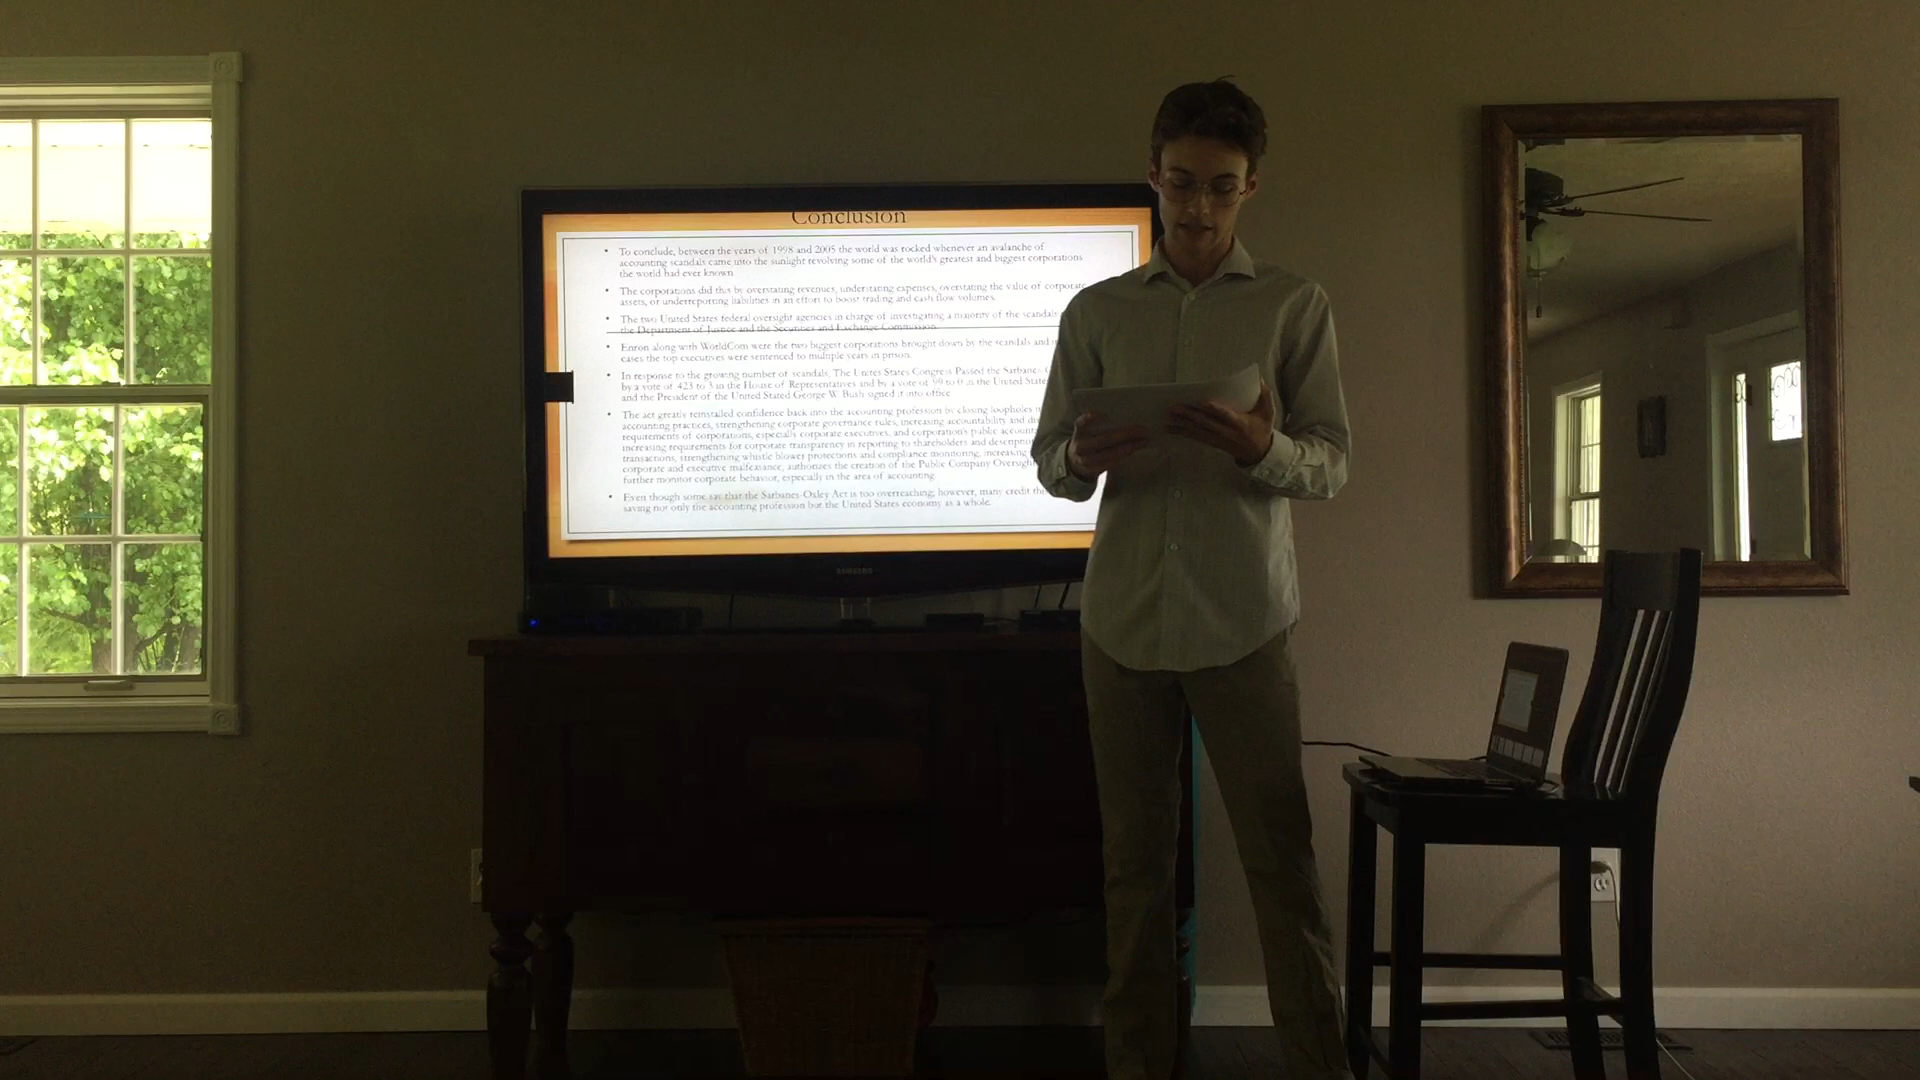 Conclusion
• To conclude, between the years of 1998 and 2005 the world was rocked whenever an avalanche of
accounting scandals came into the sunlight revolving some of the world's greatest and biggest corporations
the world had ever known.
• The corporations did this by overstating revenues, understating expenses, overstating the value of corporate
assets, or underreporting liabilities in an effort to boost trading and cash flow volumes.
• The two United States federal oversight agencies in charge of investigating a majority of the scandals
the Department of Justice and the Securities and Exchange Commission.
• Enron along with WorldCom were the two biggest corporations brought down by the scandals and
cases the top executives were sentenced to multiple years in prison.
• In response to the growing number of scandals, The Unites States Congress Passed the Sarbanes-
by a vote of 423 to 3 in the House of Representatives and by a vote of 99 to 0 in the United State
and the President of the United Stated George W. Bush signed it into office
• The act greatly reinstalled confidence back into the accounting profession by closing loopholes
accounting practices, strengthening corporate governance rules, increasing accountability and
requirements of corporations, especially corporate executives, and corporation's public
increasing requirements for corporate transparency in reporting to shareholders and
transactions, strengthening whistle blower protections and compliance monitoring, increasing
corporate and executive malfeasance, authorizes the creation of the Public Company
further monitor corporate behavior, especially in the area of accounting.
• Even though some say that the Sarbanes-Oxley Act is too overreaching; however, many credit
saving not only the accounting profession but the United States economy as a whole.
SAMSUNG